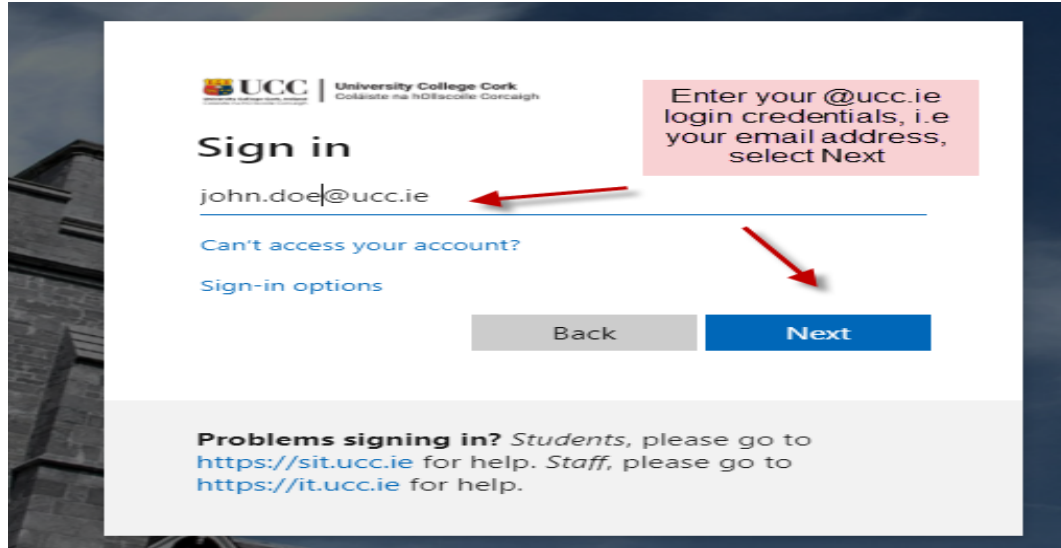 UCC
University College Cork
Coláiste na hOllscoile Corcaigh
Enter your @ucc.ie
login credentials, i.e
your email address,
select Next
Sign in
john.doe@ucc.ie
Can't access your account?
Sign-in options
Back
Next
Problems signing in? Students, please go to
https://sit.ucc.ie for help. Staff, please go to
https://it.ucc.ie for help.